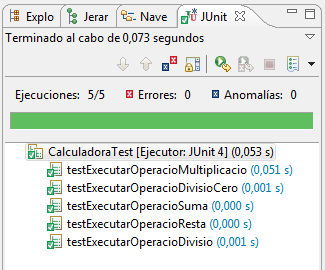 Explo Jerar Nave JUnit
Terminado al cabo de 0,073 segundos
Ejecuciones: 5/5 Errores: 0 Anomalías: 0
CalculadoraTest [Ejecutor: JUnit 4] (0,053 s)
testExecutarOperacioMultiplicacio (0,051 s)
testExecutarOperacioDivisioCero (0,001 s)
testExecutarOperacioSuma (0,000 s)
testExecutarOperacioResta (0,000 s)
testExecutarOperacioDivisio (0,001 s)